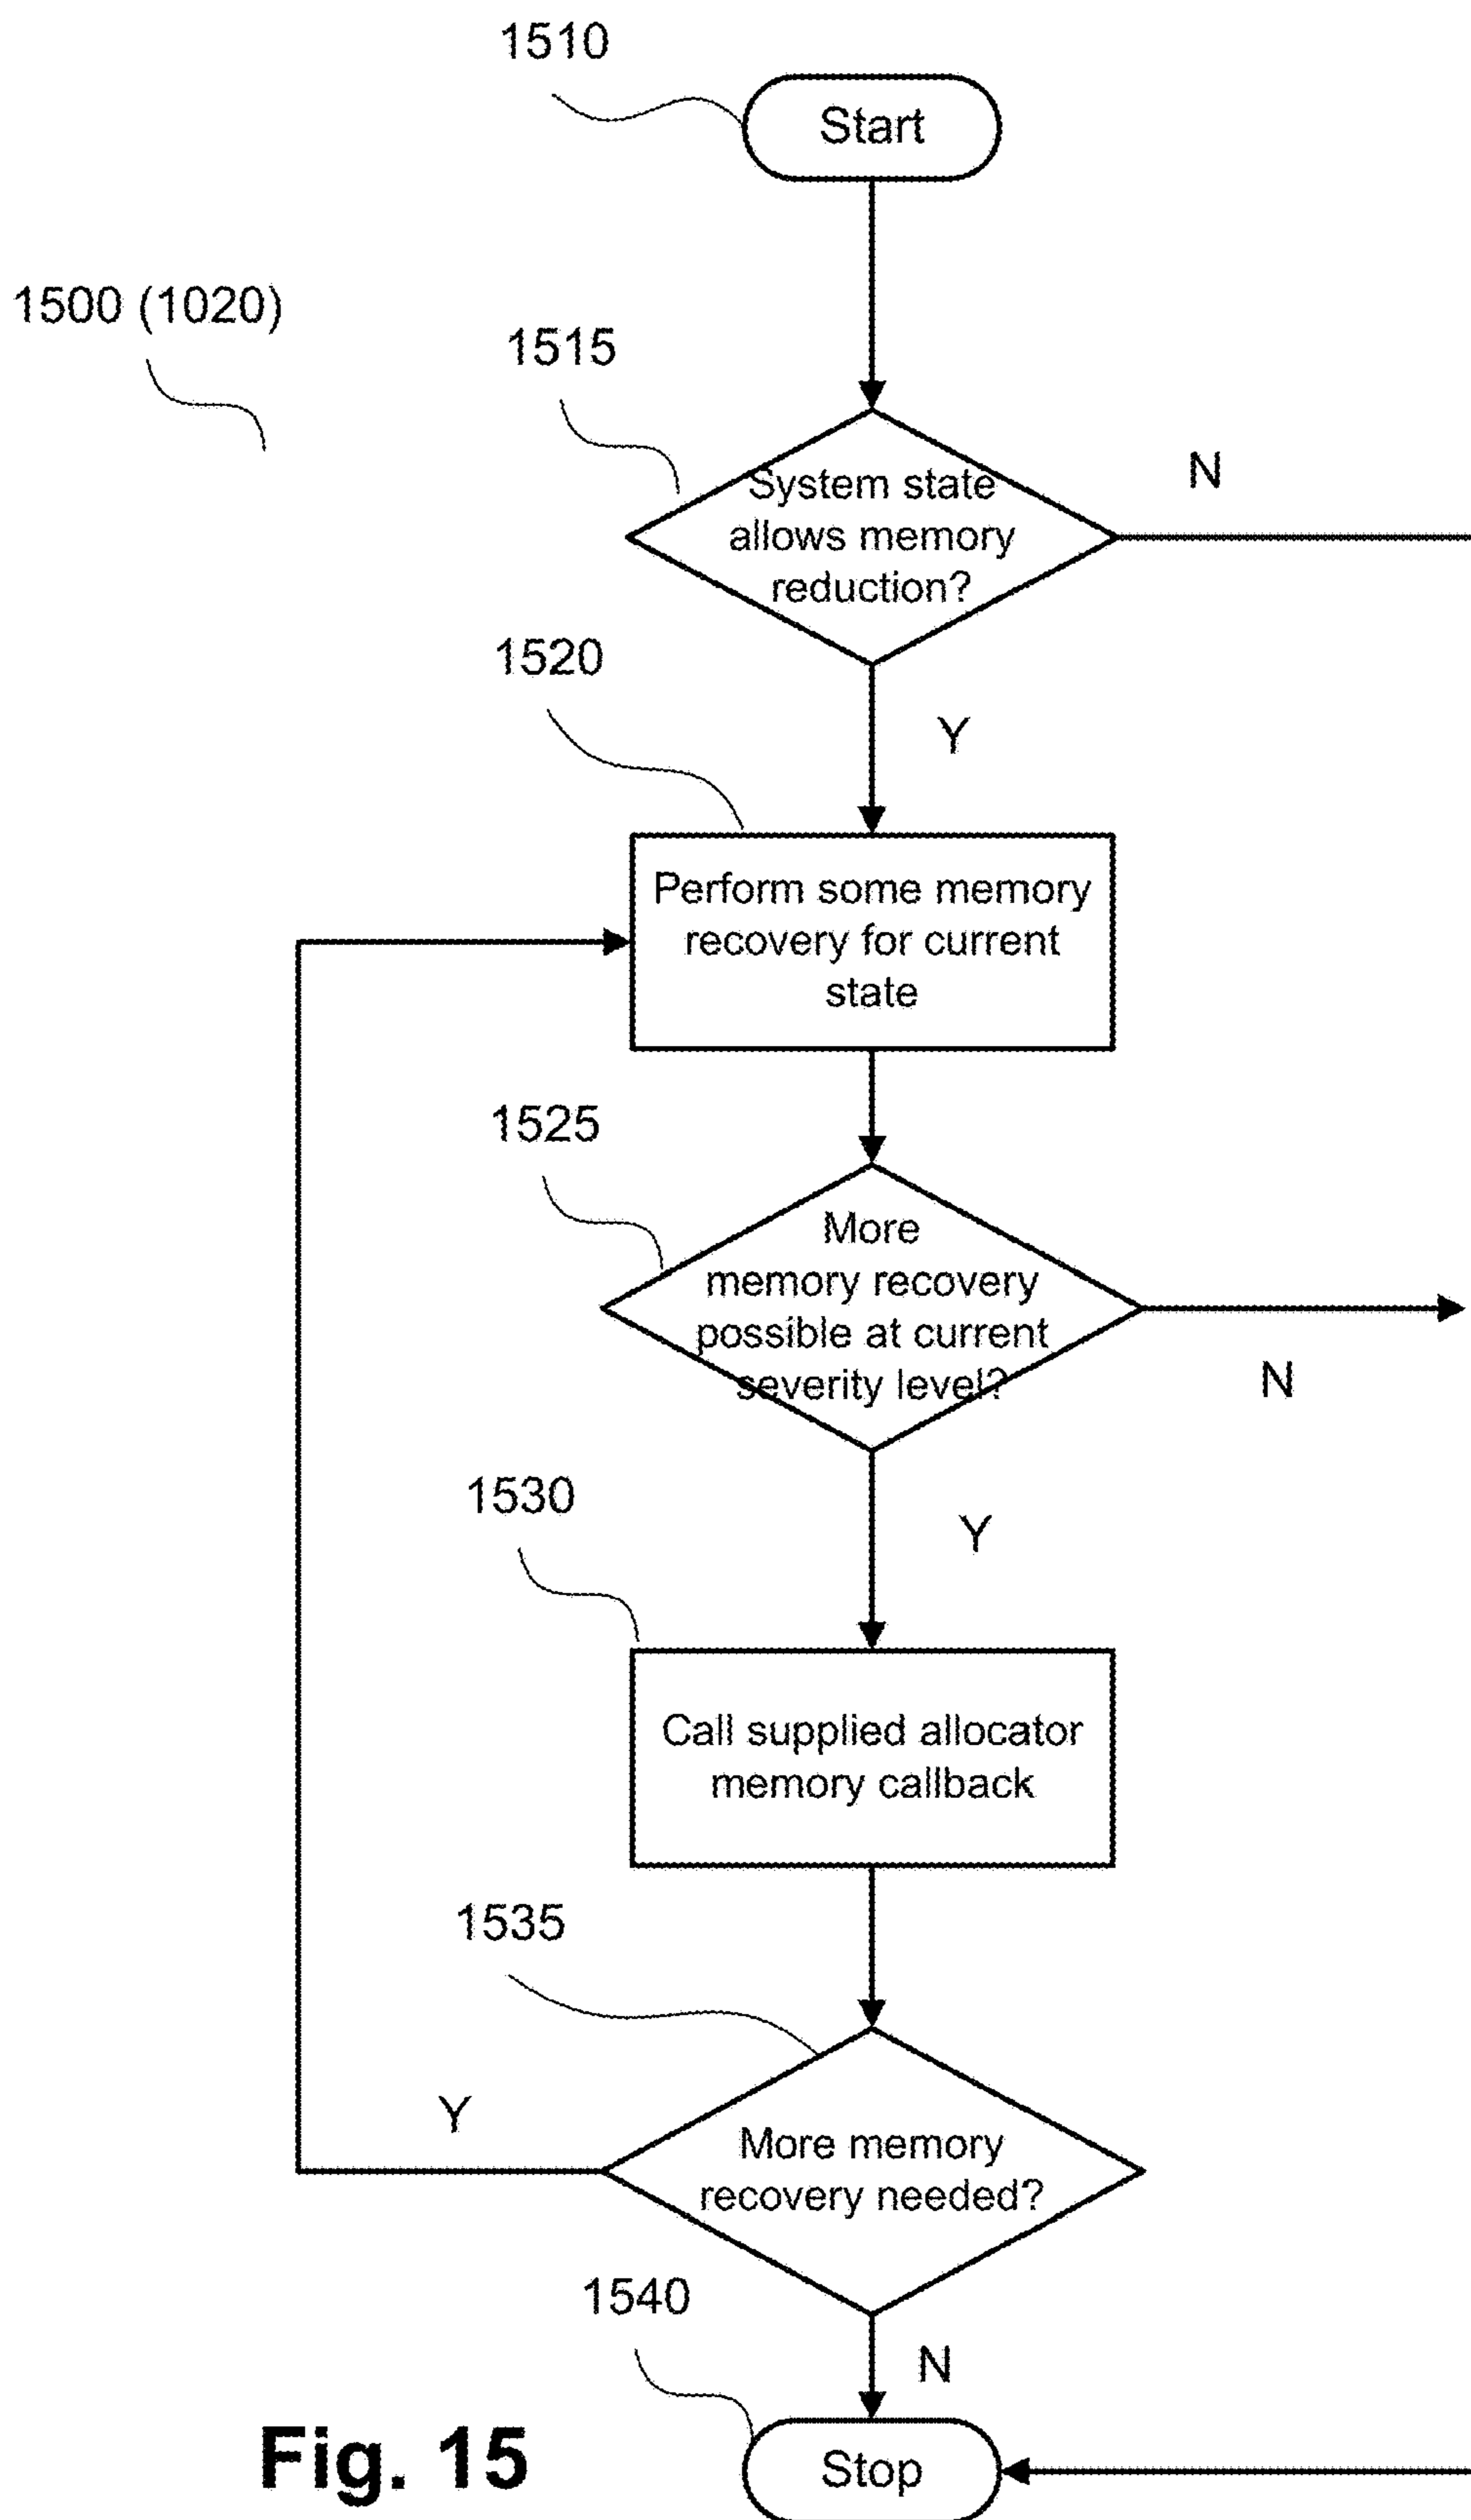 1510
Start
1500 (1020)
1515
System state
allows memory
reduction?
N
1520
Y
Perform some memory
recovery for current
state
1525
More
memory recovery
possible at current
severity level?
N
1530
Y
Call supplied allocator
memory callback
1535
Y
More memory
recovery needed?
1540
N
Fig. 15
Stop